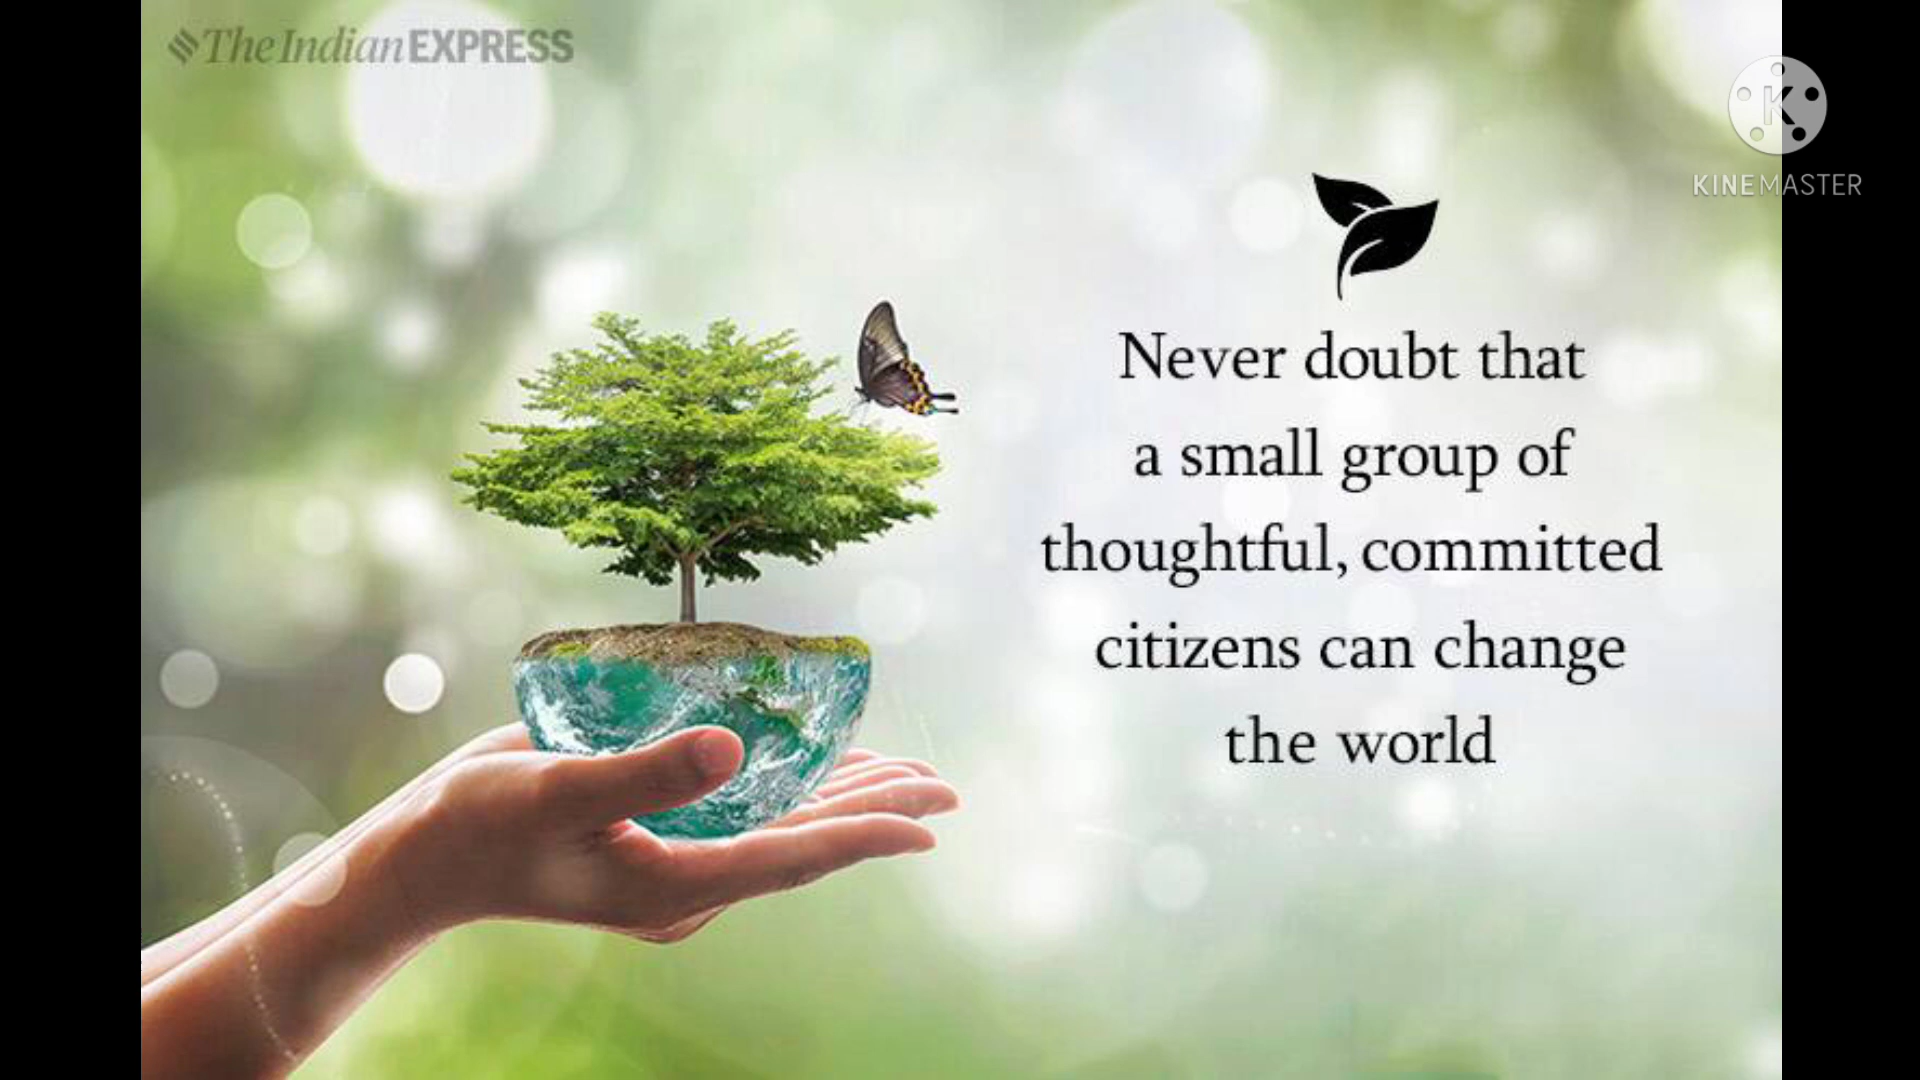 The Indian EXPRESS
K
KINEMASTER
Never doubt that
a small group of
thoughtful, committed
citizens can change
the world